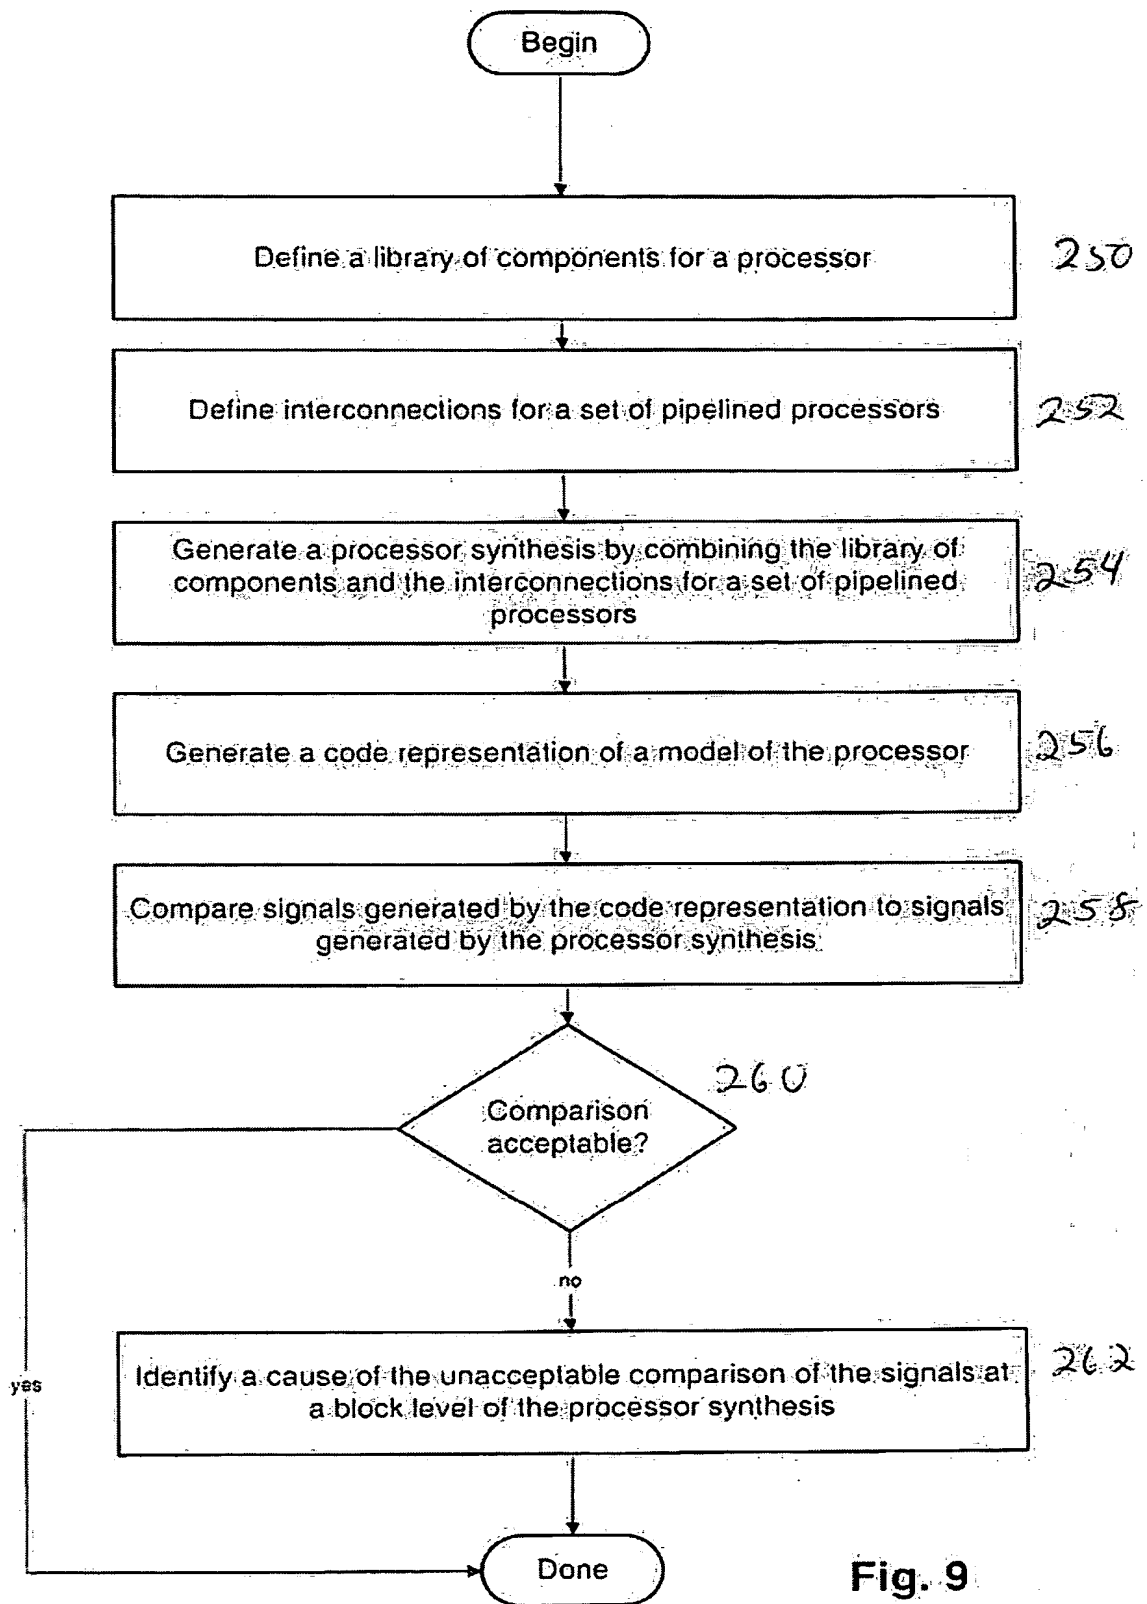 Begin
Define a library of components for a processor
250
Define interconnections for a set of pipelined processors
252
Generate a processor synthesis by combining the library of
components and the interconnections for a set of pipelined
processors
254
Generate a code representation of a model of the processor
256
Compare signals generated by the code representation to signals
generated by the processor synthesis
258
260
Comparison
acceptable?
no
yes
Identify a cause of the unacceptable comparison of the signals at
a block level of the processor synthesis
262
Done
Fig. 9